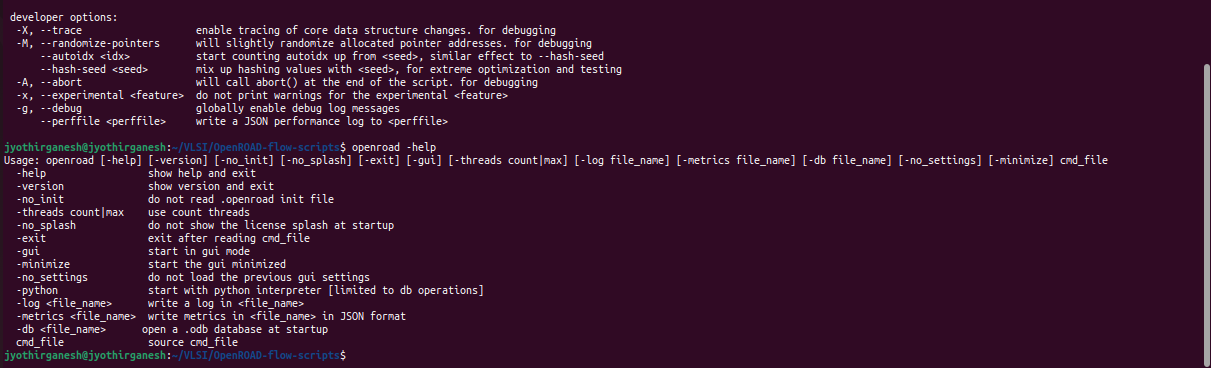 developer options:
-X, --trace                       enable tracing of core data structure changes. for debugging
-M, --randomize-pointers      will slightly randomize allocated pointer addresses. for debugging
--autoidx <idx>           start counting autoidx up from <seed>, similar effect to --hash-seed
--hash-seed <seed>        mix up hashing values with <seed>, for extreme optimization and testing
-A, --abort                   will call abort() at the end of the script. for debugging
-x, --experimental <feature>  do not print warnings for the experimental <feature>
-g, --debug                   globally enable debug log messages
--perffile <perffile>     write a JSON performance log to <perffile>
jyothirganesh@jyothirganesh:~/VLSI/OpenROAD-flow-scripts$ openroad -help
Usage: openroad [-help] [-version] [-no_init] [-no_splash] [-exit] [-gui] [-threads count|max] [-log file_name] [-metrics file_name] [-db file_name] [-no_settings] [-minimize] cmd_file
-help                 show help and exit
-version              show version and exit
-no_init              do not read .openroad init file
-threads count|max    use count threads
-no_splash            do not show the license splash at startup
-exit                 exit after reading cmd_file
-gui                  start in gui mode
-minimize             start the gui minimized
-no_settings          do not load the previous gui settings
-python               start with python interpreter [limited to db operations]
-log <file_name>      write a log in <file_name>
-metrics <file_name>  write metrics in <file_name> in JSON format
-db <file_name>      open a .odb database at startup
cmd_file              source cmd_file
jyothirganesh@jyothirganesh:~/VLSI/OpenROAD-flow-scripts$